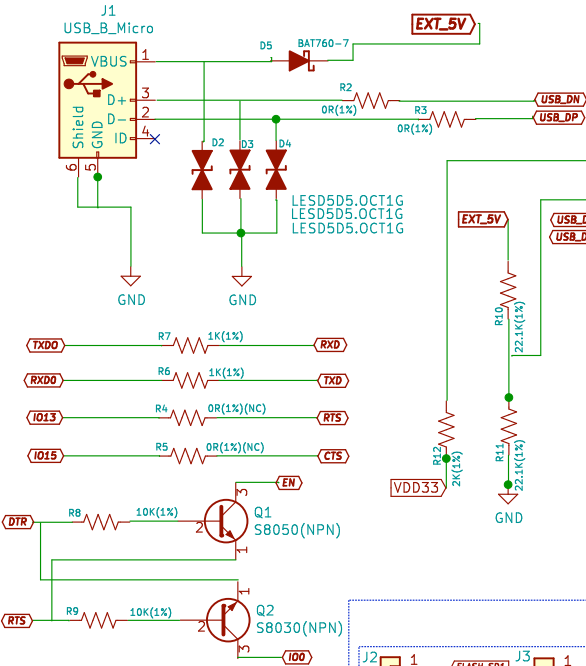 J1
USB_B_Micro
EXT_5V
D5
BAT760-7
VBUS
1
D+
3
D-
2
ID
4
Shield
GND
6
5
R2
0R(1%)
USB_DN
R3
0R(1%)
USB_DP
D2
D3
D4
LESD5D5.OCT1G
LESD5D5.OCT1G
LESD5D5.OCT1G
GND
GND
EXT_5V
R10
22.1K(1%)
R11
22.1K(1%)
R12
2K(1%)
VDD33
GND
TXD0
R7
1K(1%)
RXD
RXD0
R6
1K(1%)
TXD
IO13
R4
0R(1%)(NC)
RTS
IO15
R5
0R(1%)(NC)
CTS
EN
DTR
R8
10K(1%)
2
3
1
Q1
S8050(NPN)
RTS
R9
10K(1%)
2
1
3
Q2
S8030(NPN)
IO0
J2
1
J3
1